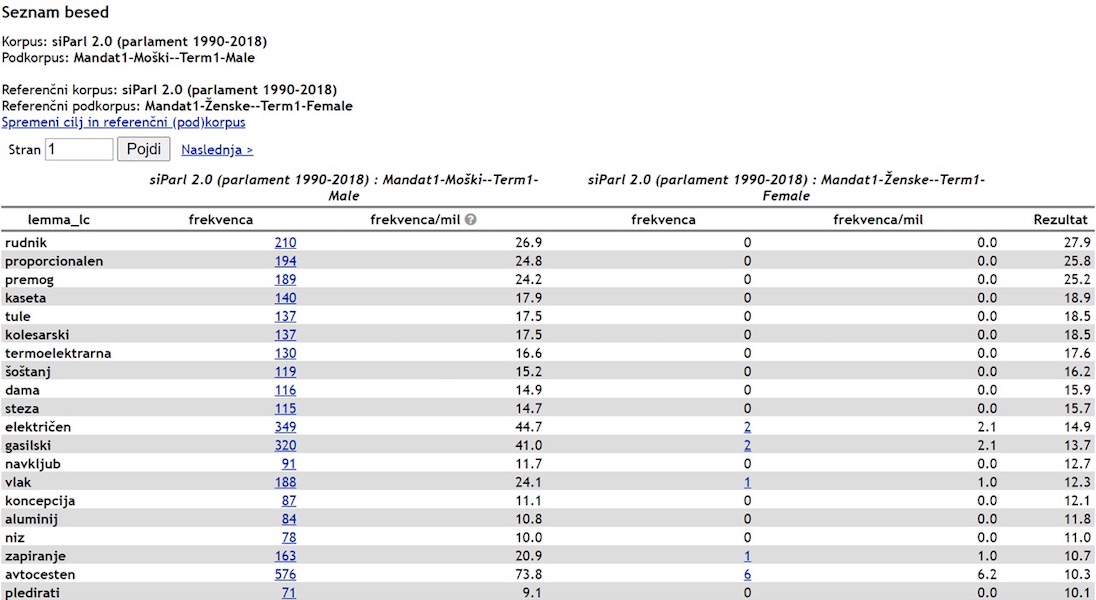 Seznam besed
Korpus: siParl 2.0 (parlament 1990-2018)
Podkorpus: Mandat1-Moški--Term1-Male
Referenčni korpus: siParl 2.0 (parlament 1990-2018)
Referenčni podkorpus: Mandat1-Ženske--Term1-Female
Spremeni cilj in referenčni (pod)korpus
Stran 1 Pojdi Naslednja >
siParl 2.0 (parlament 1990-2018) : Mandat1-Moški--Term1-Male siParl 2.0 (parlament 1990-2018) : Mandat1-Ženske--Term1-Female
lemma_lc frekvenca frekvenca/mil ? frekvenca frekvenca/mil Rezultat
rudnik 210 26.9 0 0.0 27.9
proporcionalen 194 24.8 0 0.0 25.8
premog 189 24.2 0 0.0 25.2
kaseta 140 17.9 0 0.0 18.9
tule 137 17.5 0 0.0 18.5
kolesarski 137 17.5 0 0.0 18.5
termoelektrarna 130 16.6 0 0.0 17.6
šoštanj 119 15.2 0 0.0 16.2
dama 116 14.9 0 0.0 15.9
steza 115 14.7 0 0.0 15.7
električen 349 44.7 2 2.1 14.9
gasilski 320 41.0 2 2.1 13.7
navkljub 91 11.7 0 0.0 12.7
vlak 188 24.1 1 1.0 12.3
koncepcija 87 11.1 0 0.0 12.1
aluminij 84 10.8 0 0.0 11.8
niz 78 10.0 0 0.0 11.0
zapiranje 163 20.9 1 1.0 10.7
avtocesten 576 73.8 6 6.2 10.3
pledirati 71 9.1 0 0.0 10.1